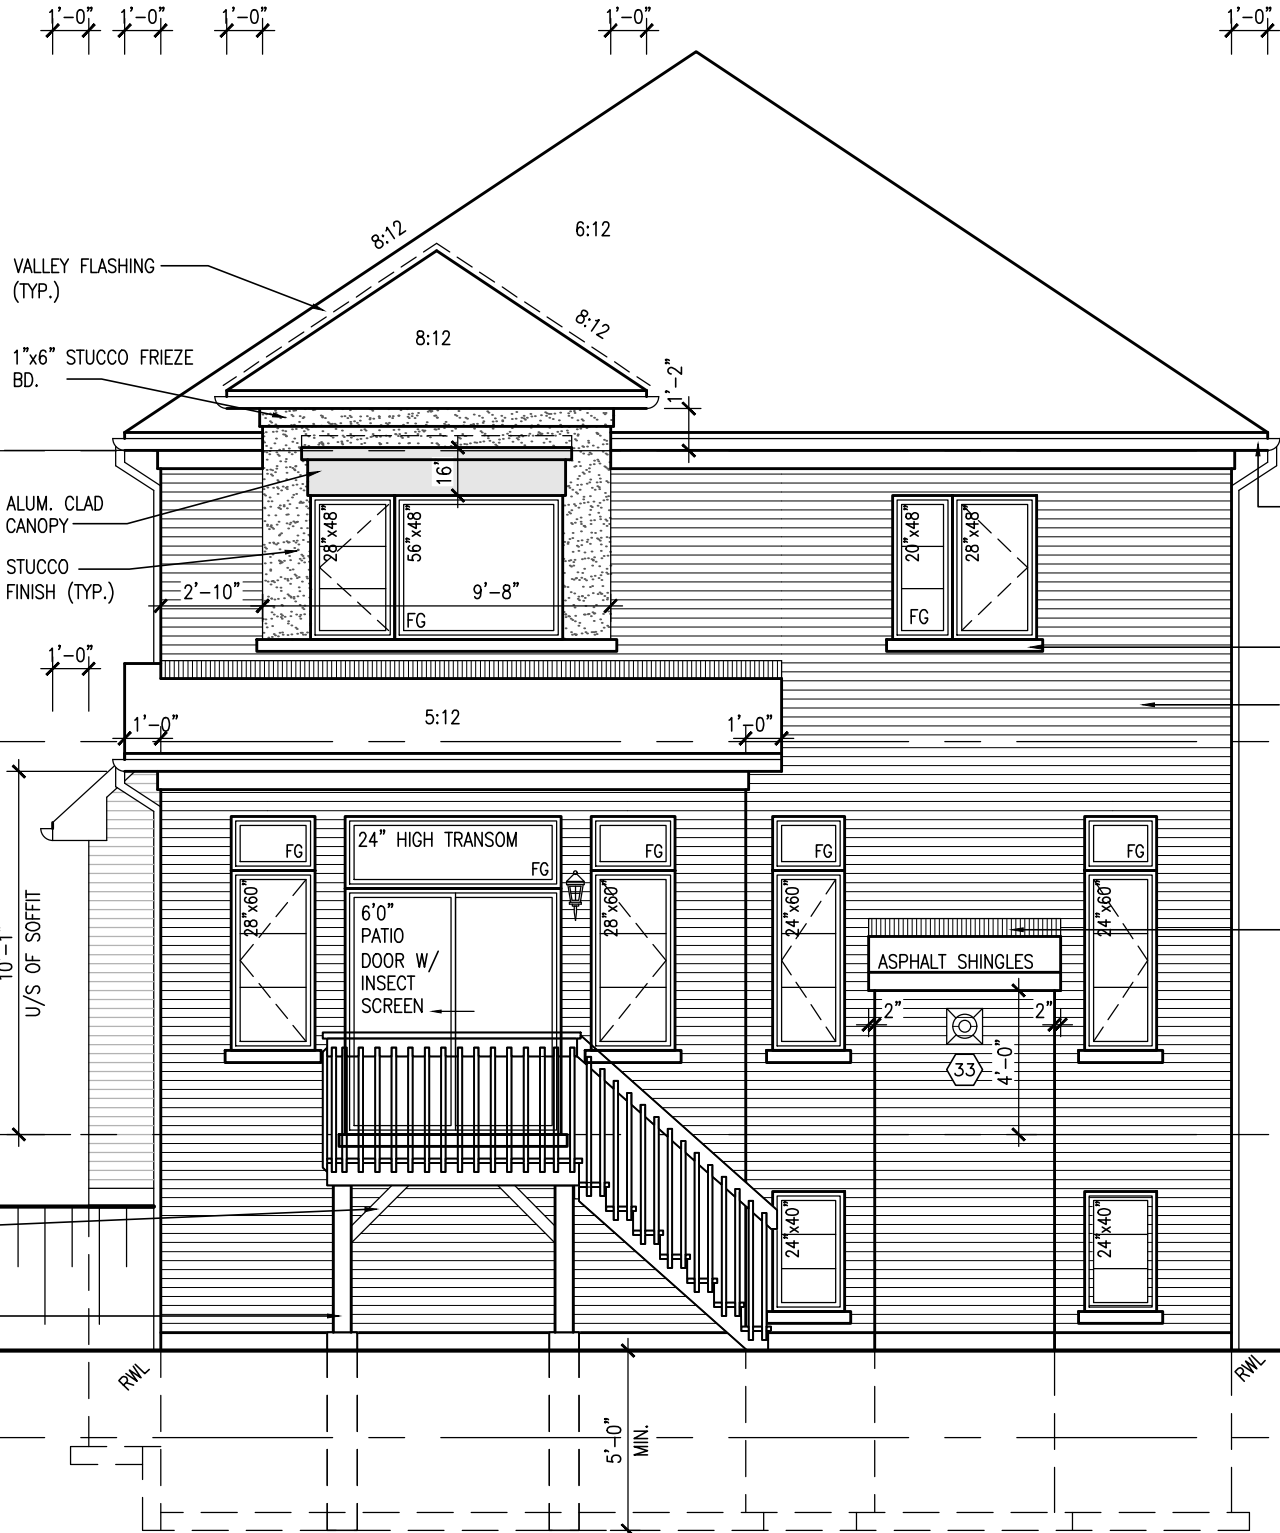 1'-0" 1'-0" 1'-0" 1'-0" 1'-0"
8:12
6:12
VALLEY FLASHING
(TYP.)
8:12
8:12
1"x6" STUCCO FRIEZE
BD.
1'-2"
16"
ALUM. CLAD
CANOPY
28"x48"
56"x48"
20"x48"
28"x48"
STUCCO
FINISH (TYP.)
2'-10"
9'-8"
FG
FG
1'-0"
1'-0"
5:12
1'-0"
24" HIGH TRANSOM
FG
FG
FG
FG
FG
28"x60"
6'0"
PATIO
DOOR W/
INSECT
SCREEN
28"x60"
24"x60"
24"x60"
10'-1"
U/S OF SOFFIT
ASPHALT SHINGLES
2"
2"
4'-0"
33
24"x40"
24"x40"
RWL
RWL
5'-0"
MIN.